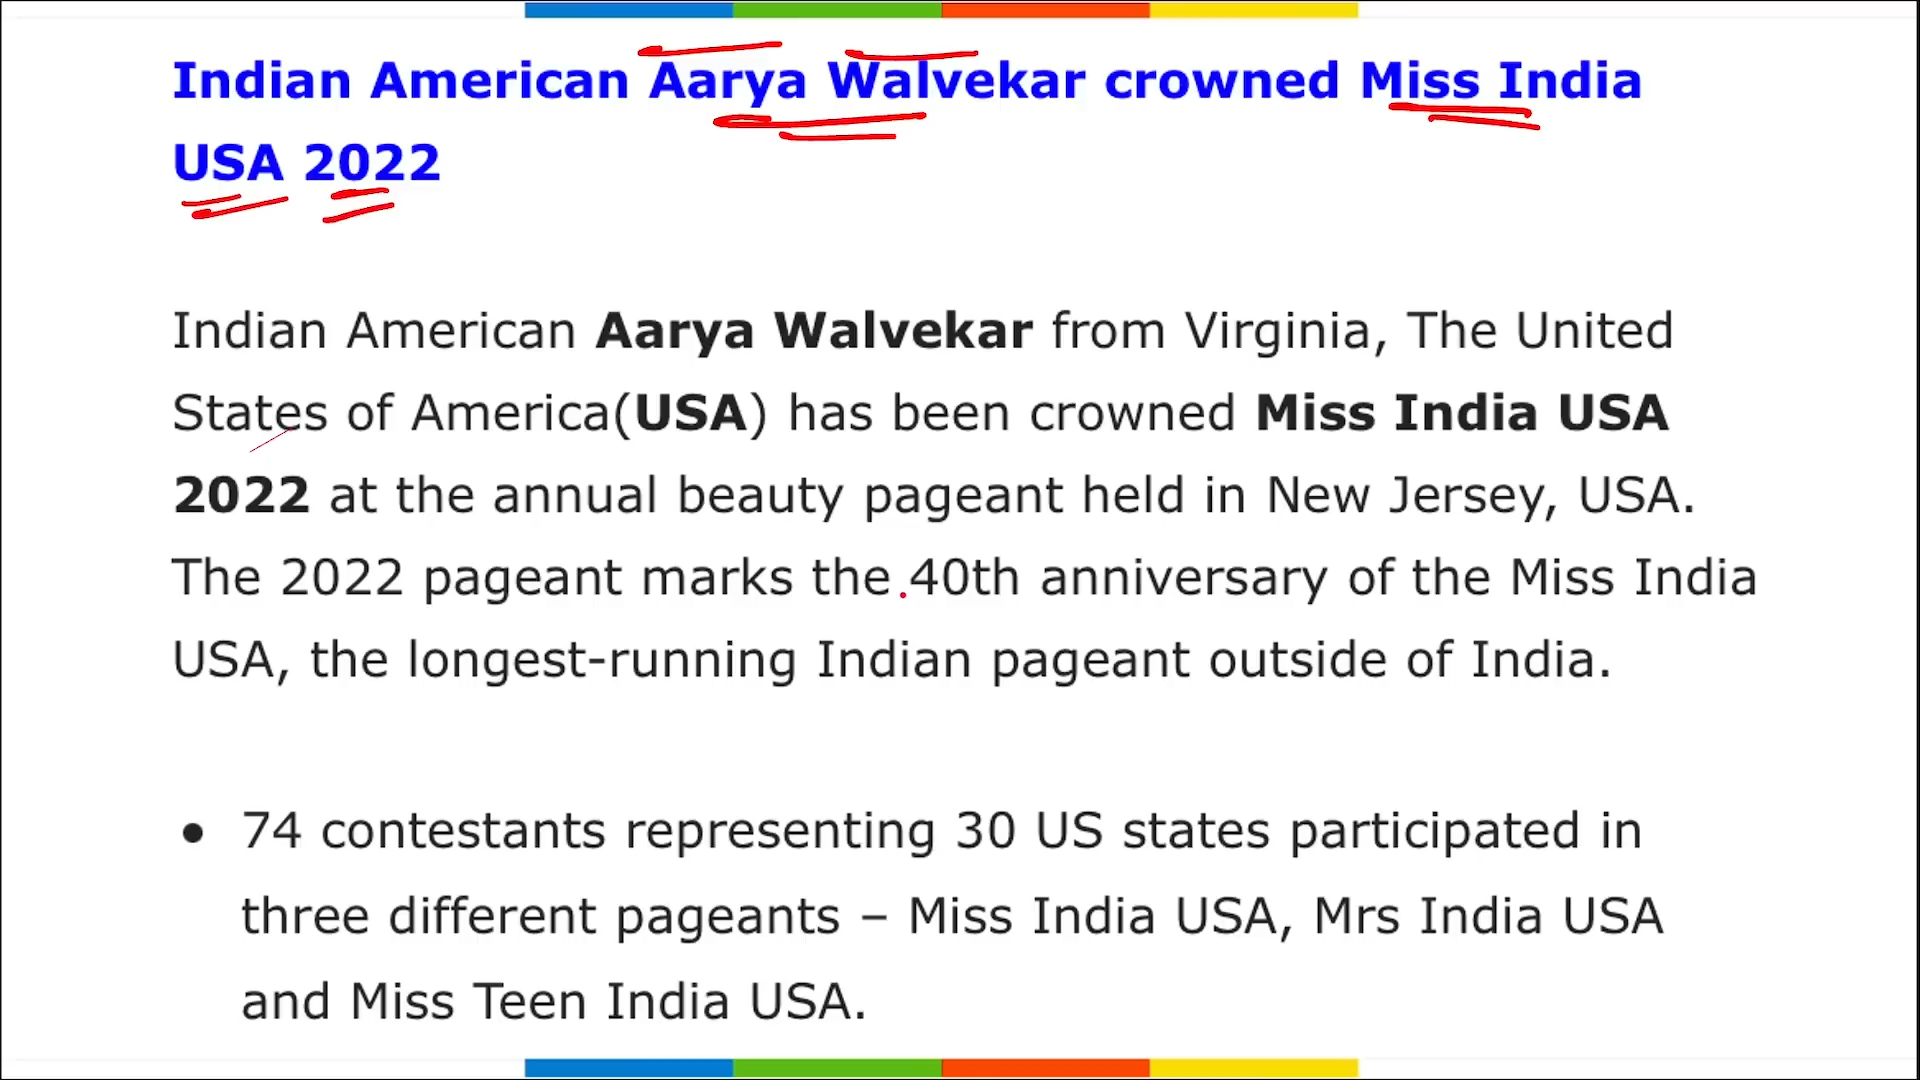 Indian American Aarya Walvekar crowned Miss India
USA 2022
Indian American Aarya Walvekar from Virginia, The United
States of America(USA) has been crowned Miss India USA
2022 at the annual beauty pageant held in New Jersey, USA.
The 2022 pageant marks the 40th anniversary of the Miss India
USA, the longest-running Indian pageant outside of India.
● 74 contestants representing 30 US states participated in
three different pageants – Miss India USA, Mrs India USA
and Miss Teen India USA.